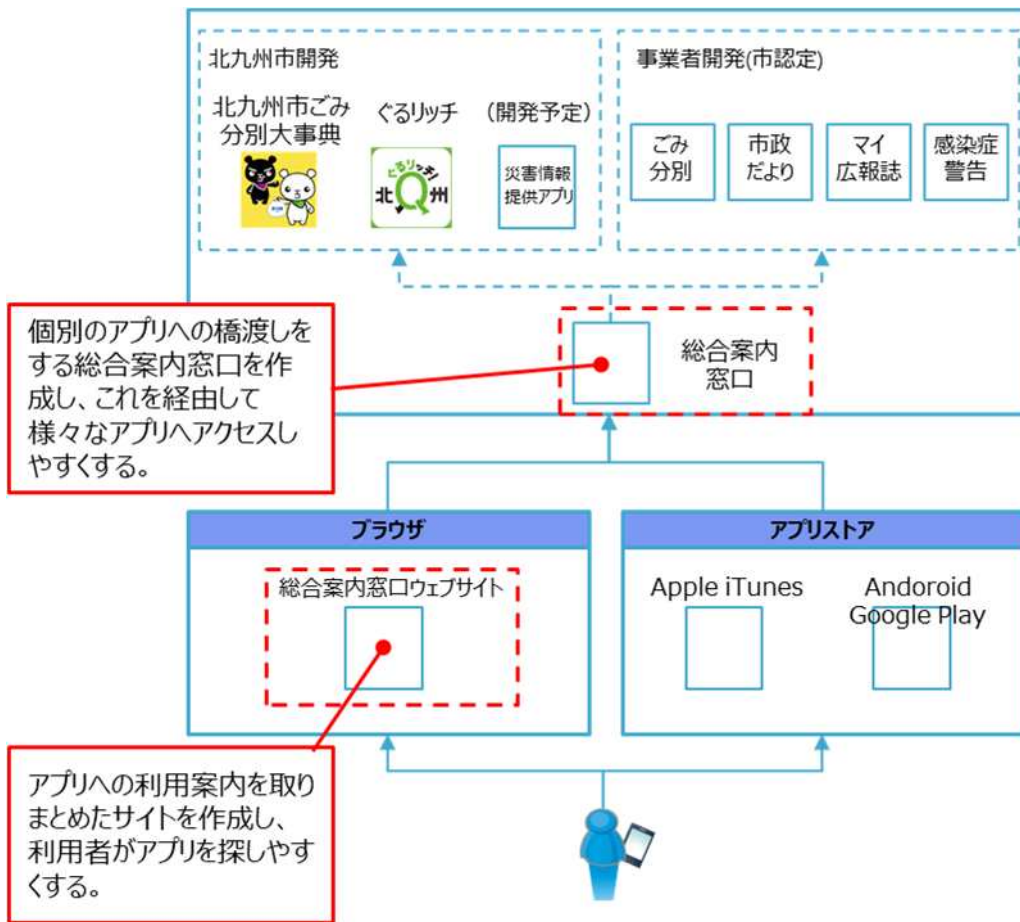 北九州市開発
北九州市ごみ
分別大事典
ぐるリッチ
(開発予定)
ぐるリッチ!
北Q州
災害情報
提供アプリ
事業者開発(市認定)
ごみ
分別
市政
だより
マイ
広報誌
感染症
警告
個別のアプリへの橋渡しを
する総合案内窓口を作
成し、これを経由して
様々なアプリへアクセスし
やすくする。
総合案内
窓口
ブラウザ
総合案内窓口ウェブサイト
アプリストア
Apple iTunes
Andoroid
Google Play
アプリへの利用案内を取り
まとめたサイトを作成し、
利用者がアプリを探しやす
くする。